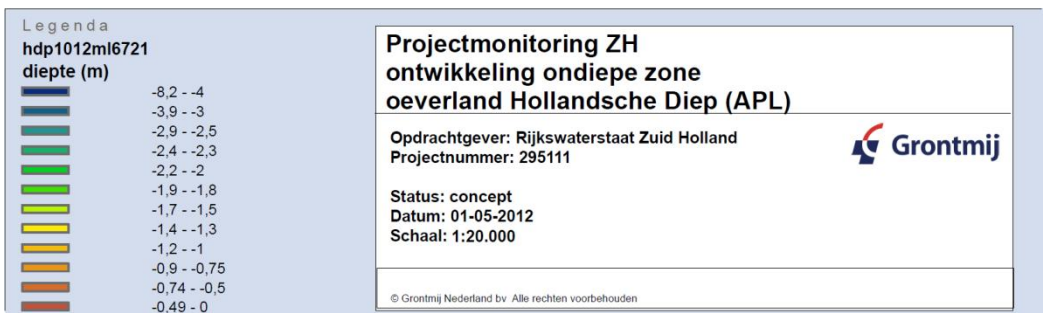 Legenda
hdp1012ml6721
diepte (m)
-8,2 - -4
-3,9 - -3
-2,9 - -2,5
-2,4 - -2,3
-2,2 - -2
-1,9 - -1,8
-1,7 - -1,5
-1,4 - -1,3
-1,2 - -1
-0,9 - -0,75
-0,74 - -0,5
-0,49 - 0
Projectmonitoring ZH
ontwikkeling ondiepe zone
oeverland Hollandsche Diep (APL)
Opdrachtgever: Rijkswaterstaat Zuid Holland
Projectnummer: 295111
Grontmij
Status: concept
Datum: 01-05-2012
Schaal: 1:20.000
© Grontmij Nederland bv Alle rechten voorbehouden